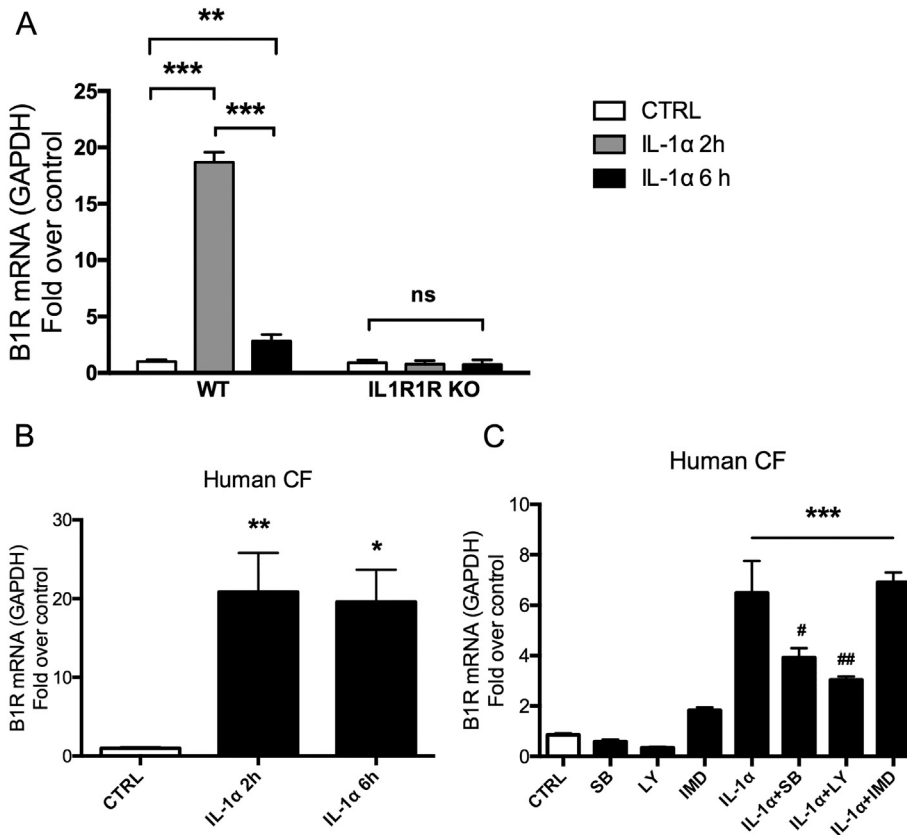 A
**
***
***
25
20
15
10
5
0
B1R mRNA (GAPDH)
Fold over control
ns
WT
IL1R1R KO
CTRL
IL-1α 2h
IL-1α 6 h
B
Human CF
30
20
10
0
B1R mRNA (GAPDH)
Fold over control
**
*
CTRL
IL-1α 2h
IL-1α 6h
C
Human CF
10
8
6
4
2
0
B1R mRNA (GAPDH)
Fold over control
***
#
##
CTRL
SB
LY
IMD
IL-1α
IL-1α+SB
IL-1α+LY
IL-1α+IMD